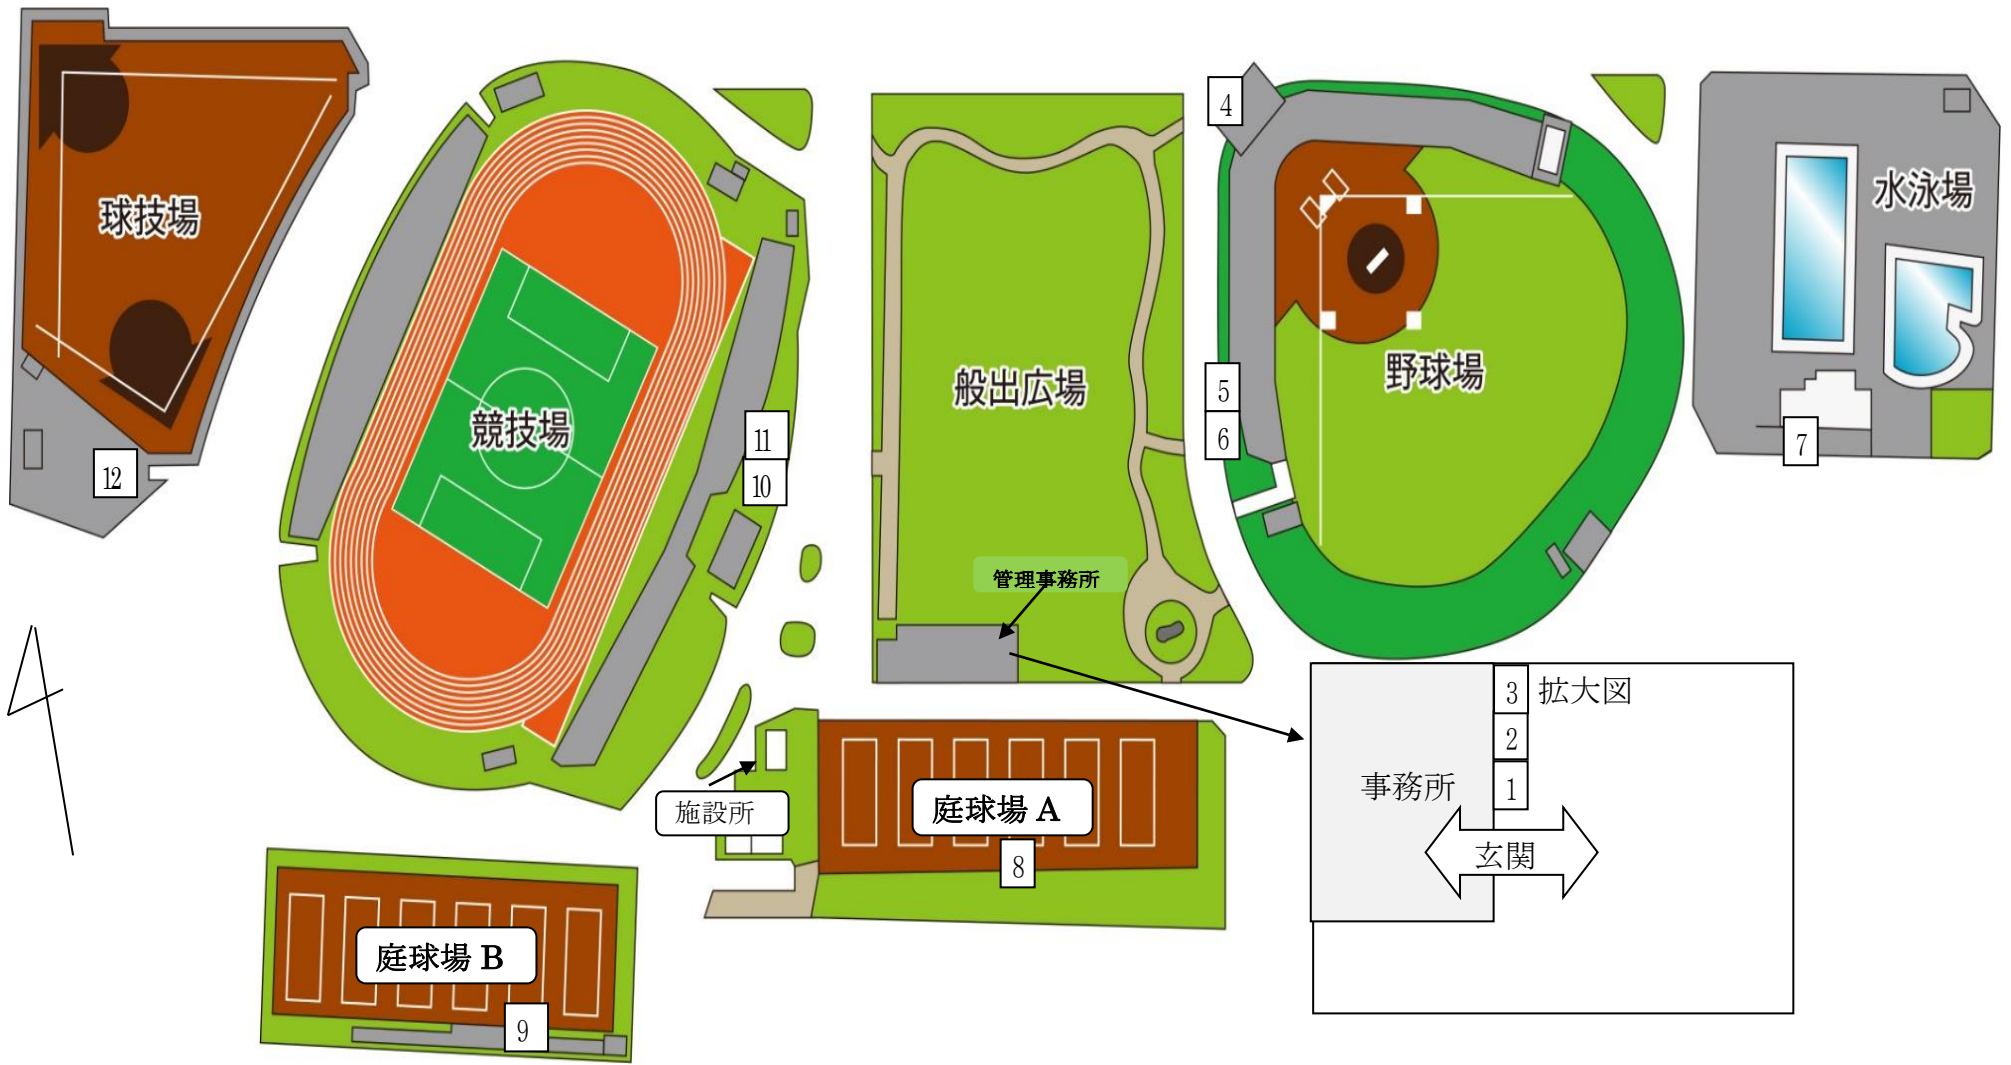 4
水泳場
球技場
野球場
般出広場
競技場
5
6
7
11
10
12
管理事務所
3 拡大図
2
1
事務所
玄関
施設所
庭球場 A
8
庭球場 B
9